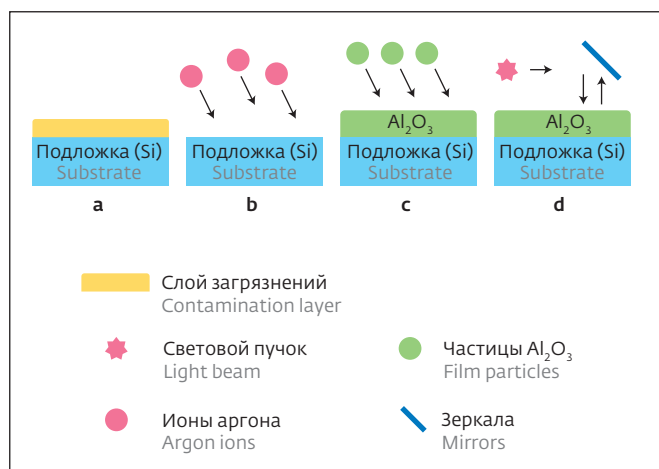 Al₂O₃
Al₂O₃
Подложка (Si)
Substrate
Подложка (Si)
Substrate
Подложка (Si)
Substrate
Подложка (Si)
Substrate
a
b
c
d
Слой загрязнений
Contamination layer
Световой пучок
Light beam
Частицы Al₂O₃
Film particles
Ионы аргона
Argon ions
Зеркала
Mirrors